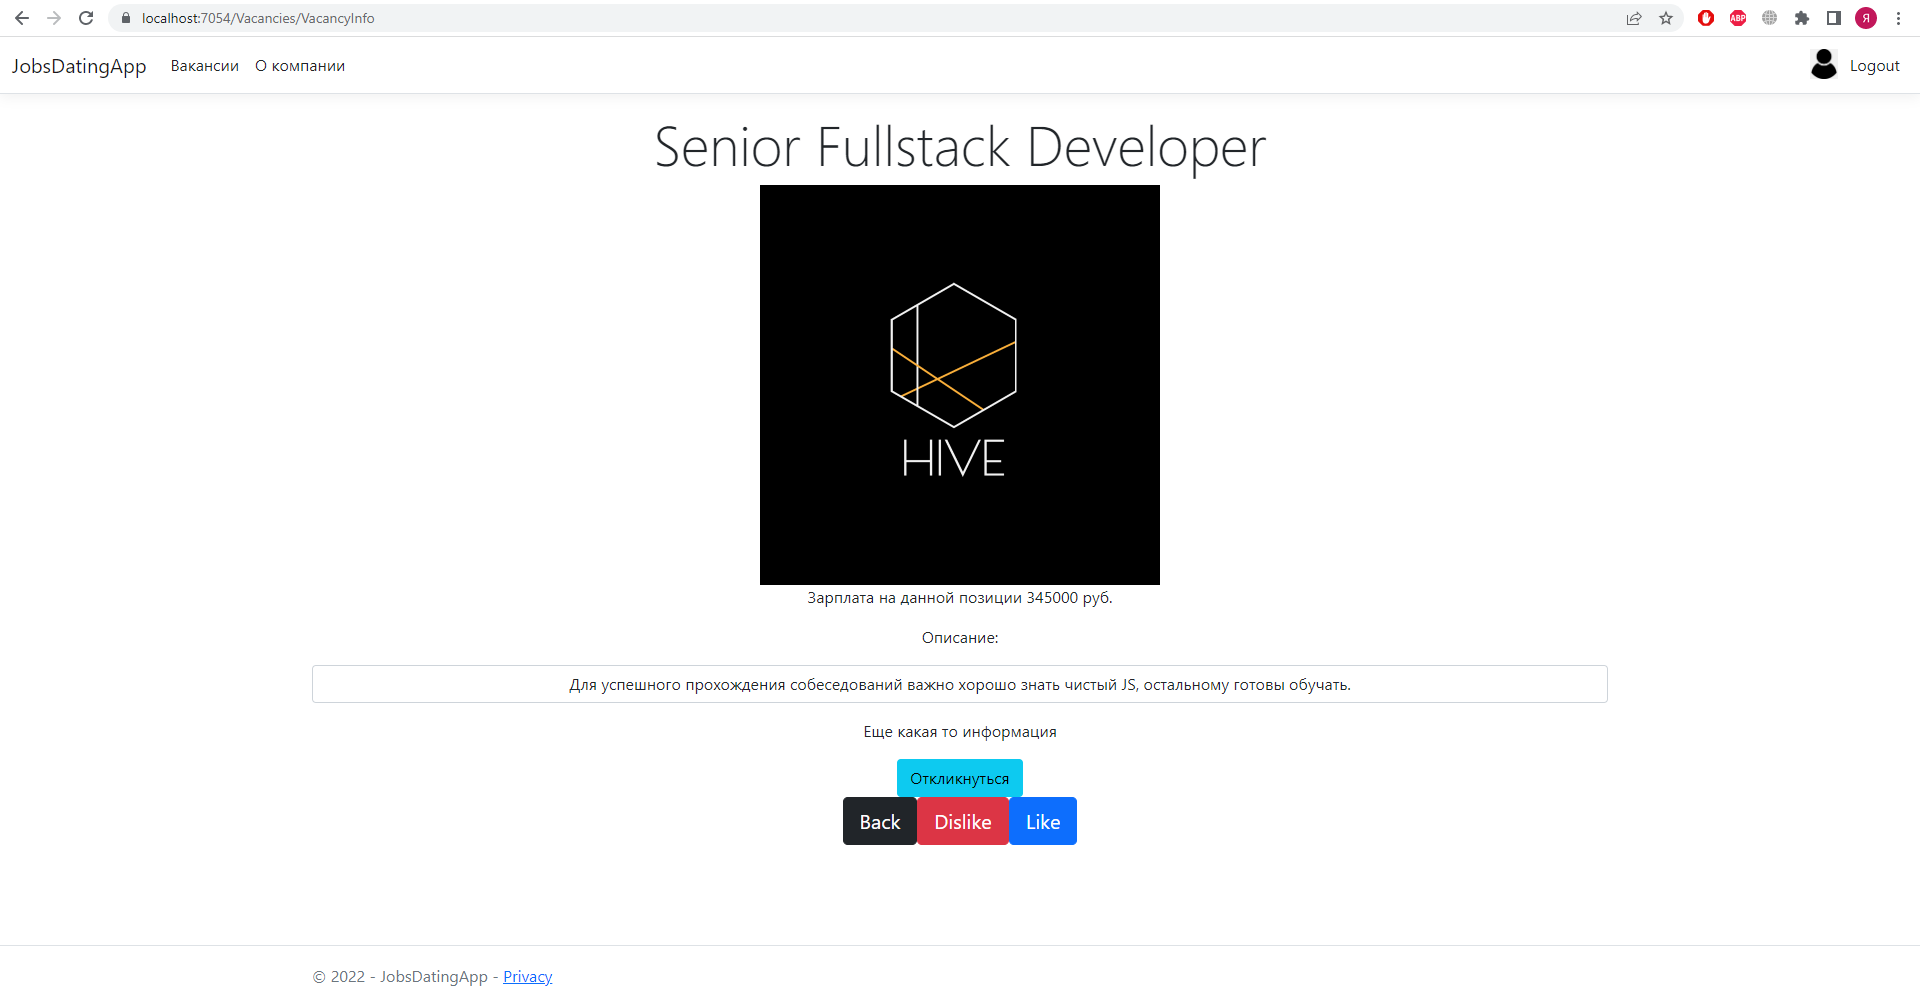 localhost:7054/Vacancies/VacancyInfo
ABP
Я
JobsDatingApp Вакансии О компании Logout
Senior Fullstack Developer
HIVE
Зарплата на данной позиции 345000 руб.
Описание:
Для успешного прохождения собеседований важно хорошо знать чистый JS, остальному готовы обучать.
Еще какая то информация
Откликнуться
Back Dislike Like
© 2022 - JobsDatingApp - Privacy